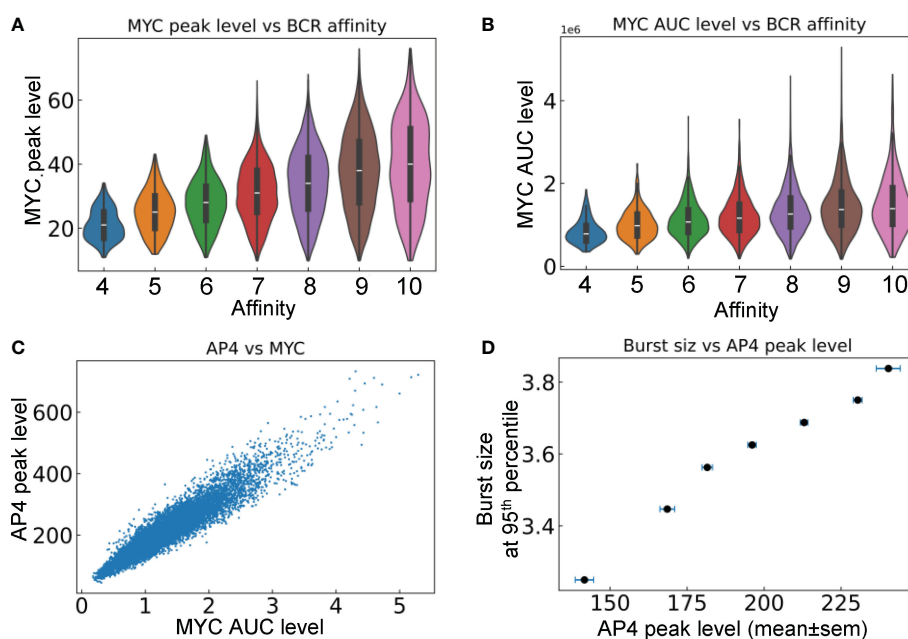 A
MYC peak level vs BCR affinity
MYC.peak level
60
40
20
4 5 6 7 8 9 10
Affinity
B
MYC AUC level vs BCR affinity
1e6
MYC AUC level
4
2
0
4 5 6 7 8 9 10
Affinity
C
AP4 vs MYC
AP4 peak level
600
400
200
0 1 2 3 4 5
MYC AUC level
D
Burst siz vs AP4 peak level
Burst size
at 95th percentile
3.8
3.6
3.4
150 175 200 225
AP4 peak level (mean±sem)